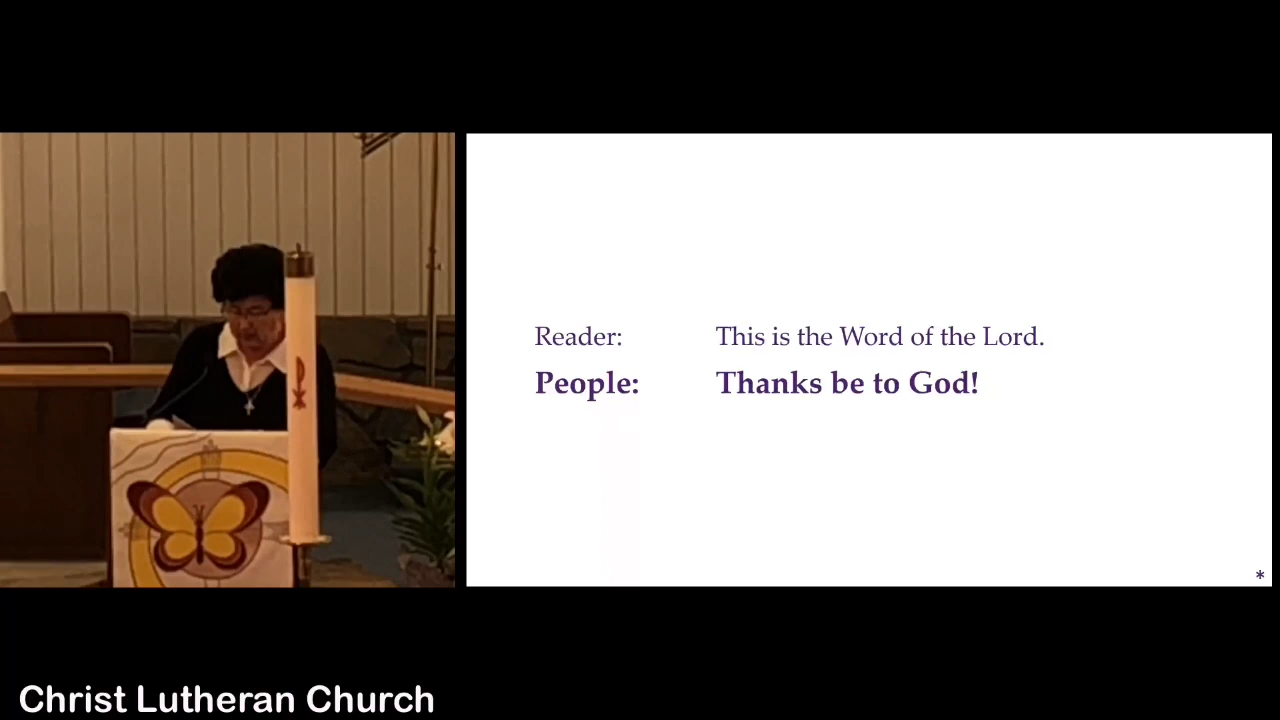 Reader: This is the Word of the Lord.
People: Thanks be to God!
*
Christ Lutheran Church